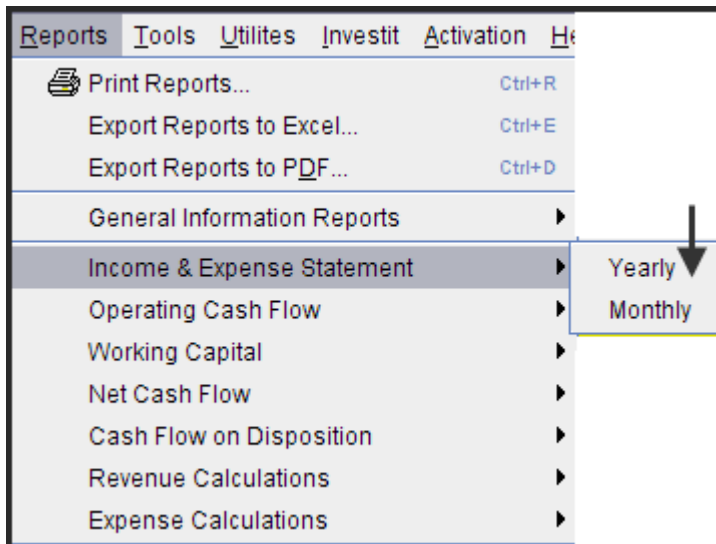 Reports Tools Utilites Investit Activation He
Print Reports... Ctrl+R
Export Reports to Excel... Ctrl+E
Export Reports to PDF... Ctrl+D
General Information Reports
Income & Expense Statement Yearly
Operating Cash Flow Monthly
Working Capital
Net Cash Flow
Cash Flow on Disposition
Revenue Calculations
Expense Calculations